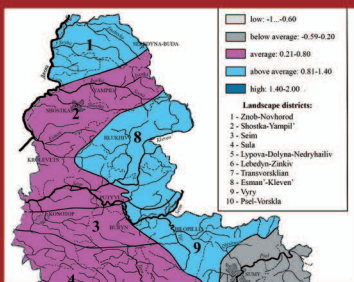 low: -1...-0.60
below average: -0.59-0.20
average: 0.21-0.80
above average: 0.81-1.40
high: 1.40-2.00
Landscape districts:
1 - Znob-Novhorod
2 - Shostka-Yampil'
3 - Seim
4 - Sula
5 - Lypova-Dolyna-Nedryhailiv
6 - Lebedyn-Zinkiv
7 - Transvorsklian
8 - Esman'-Kleven'
9 - Vyry
10 - Psel-Vorskla
1
SEREDYNA-BUDA
YAMPIL
SHOSTKA
2
HLUKHIV
8
KROLEVETS
PUTYVL
KONOTOP
3
BURYN
BILOPILLIA
9
SUMY
4